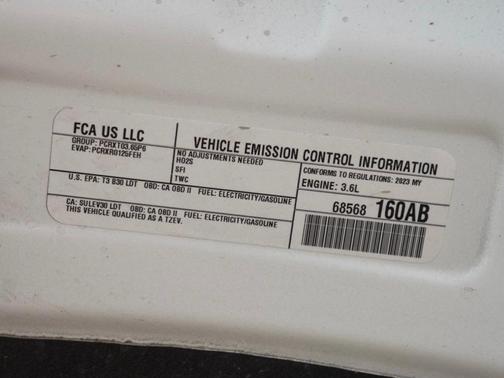 FCA US LLC
GROUP: PCRXT03.65P6
EVAP: PCRXR0125FEH
VEHICLE EMISSION CONTROL INFORMATION
NO ADJUSTMENTS NEEDED
HO2S
SFI
TWC
CONFORMS TO REGULATIONS: 2023 MY
ENGINE: 3.6L
U.S. EPA: T3 B30 LDT OBD: CA OBD II FUEL: ELECTRICITY/GASOLINE
CA: SULEV30 LDT OBD: CA OBD II FUEL: ELECTRICITY/GASOLINE
THIS VEHICLE QUALIFIED AS A TZEV.
68568 160AB